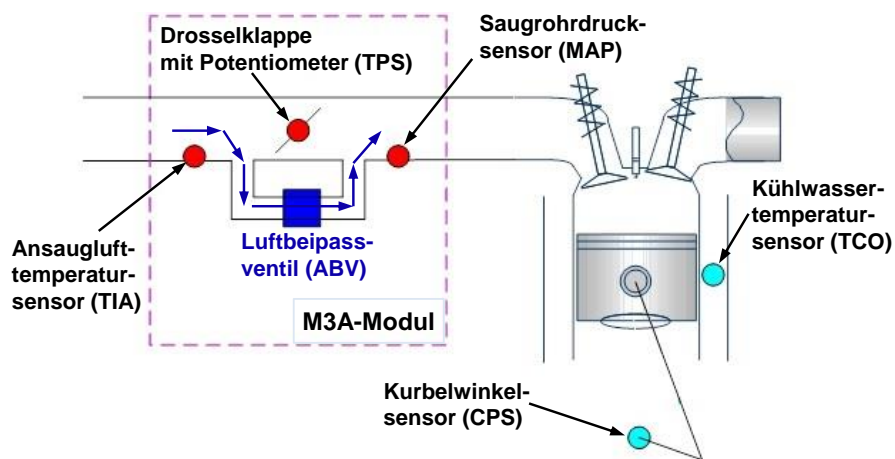 Drosselklappe
mit Potentiometer (TPS)
Saugrohrdruck-
sensor (MAP)
Ansaugluft-
temperatur-
sensor (TIA)
Luftbeipass-
ventil (ABV)
M3A-Modul
Kühlwasser-
temperatur-
sensor (TCO)
Kurbelwinkel-
sensor (CPS)